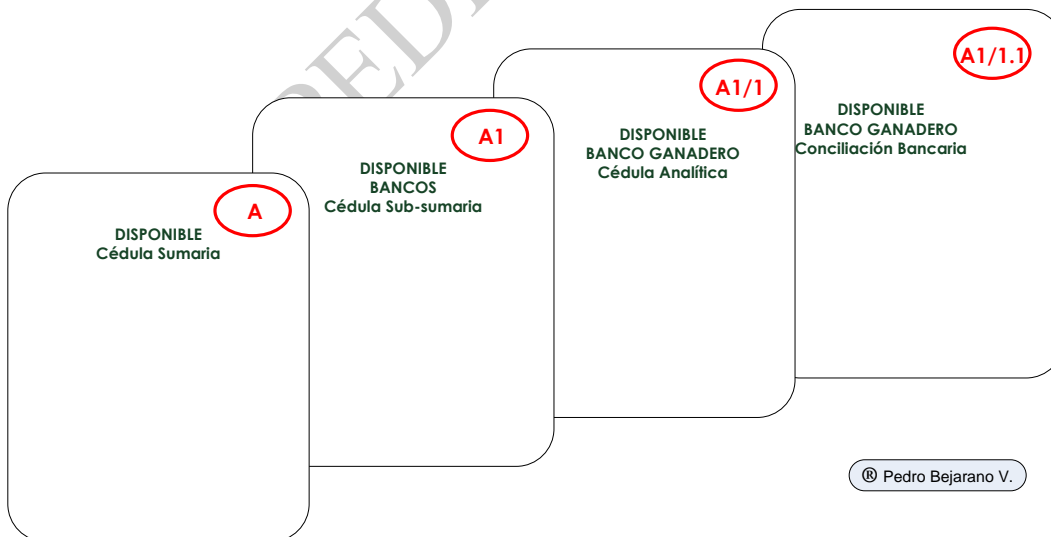 A
DISPONIBLE
Cédula Sumaria
A1
DISPONIBLE
BANCOS
Cédula Sub-sumaria
A1/1
DISPONIBLE
BANCO GANADERO
Cédula Analítica
A1/1.1
DISPONIBLE
BANCO GANADERO
Conciliación Bancaria
® Pedro Bejarano V.